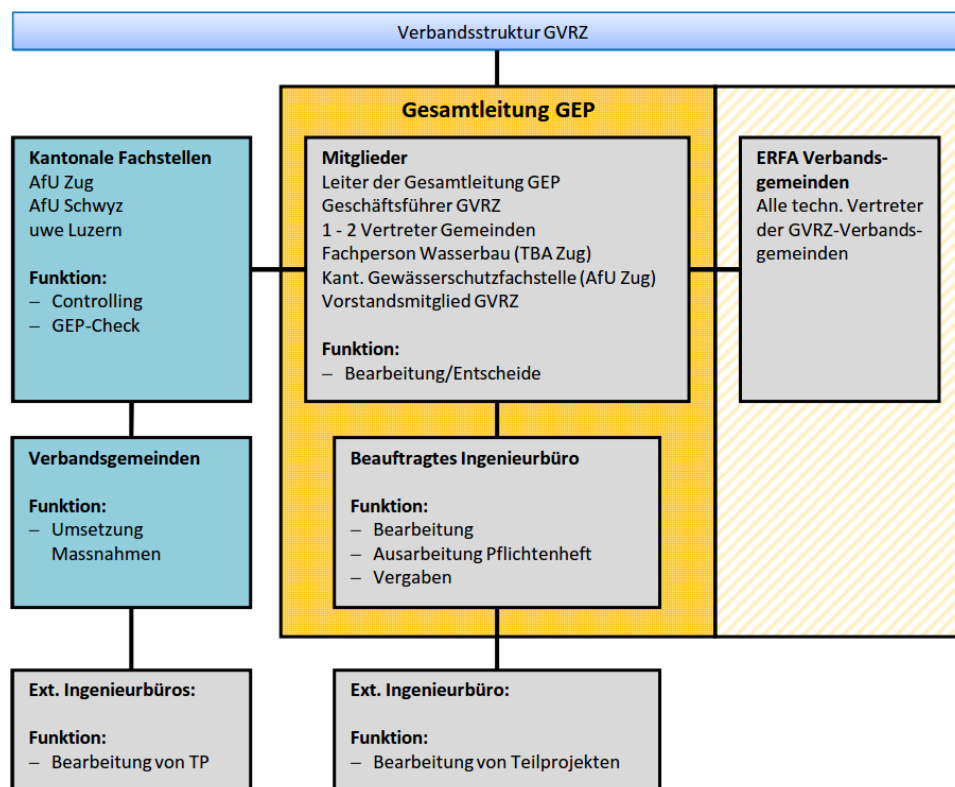 Verbandsstruktur GVRZ
Gesamtleitung GEP
Kantonale Fachstellen
AfU Zug
AfU Schwyz
uwe Luzern
Funktion:
– Controlling
– GEP-Check
Mitglieder
Leiter der Gesamtleitung GEP
Geschäftsführer GVRZ
1 - 2 Vertreter Gemeinden
Fachperson Wasserbau (TBA Zug)
Kant. Gewässerschutzfachstelle (AfU Zug)
Vorstandsmitglied GVRZ
Funktion:
– Bearbeitung/Entscheide
ERFA Verbands-
gemeinden
Alle techn. Vertreter
der GVRZ-Verbands-
gemeinden
Verbandsgemeinden
Funktion:
– Umsetzung
Massnahmen
Beauftragtes Ingenieurbüro
Funktion:
– Bearbeitung
– Ausarbeitung Pflichtenheft
– Vergaben
Ext. Ingenieurbüros:
Funktion:
– Bearbeitung von TP
Ext. Ingenieurbüro:
Funktion:
– Bearbeitung von Teilprojekten